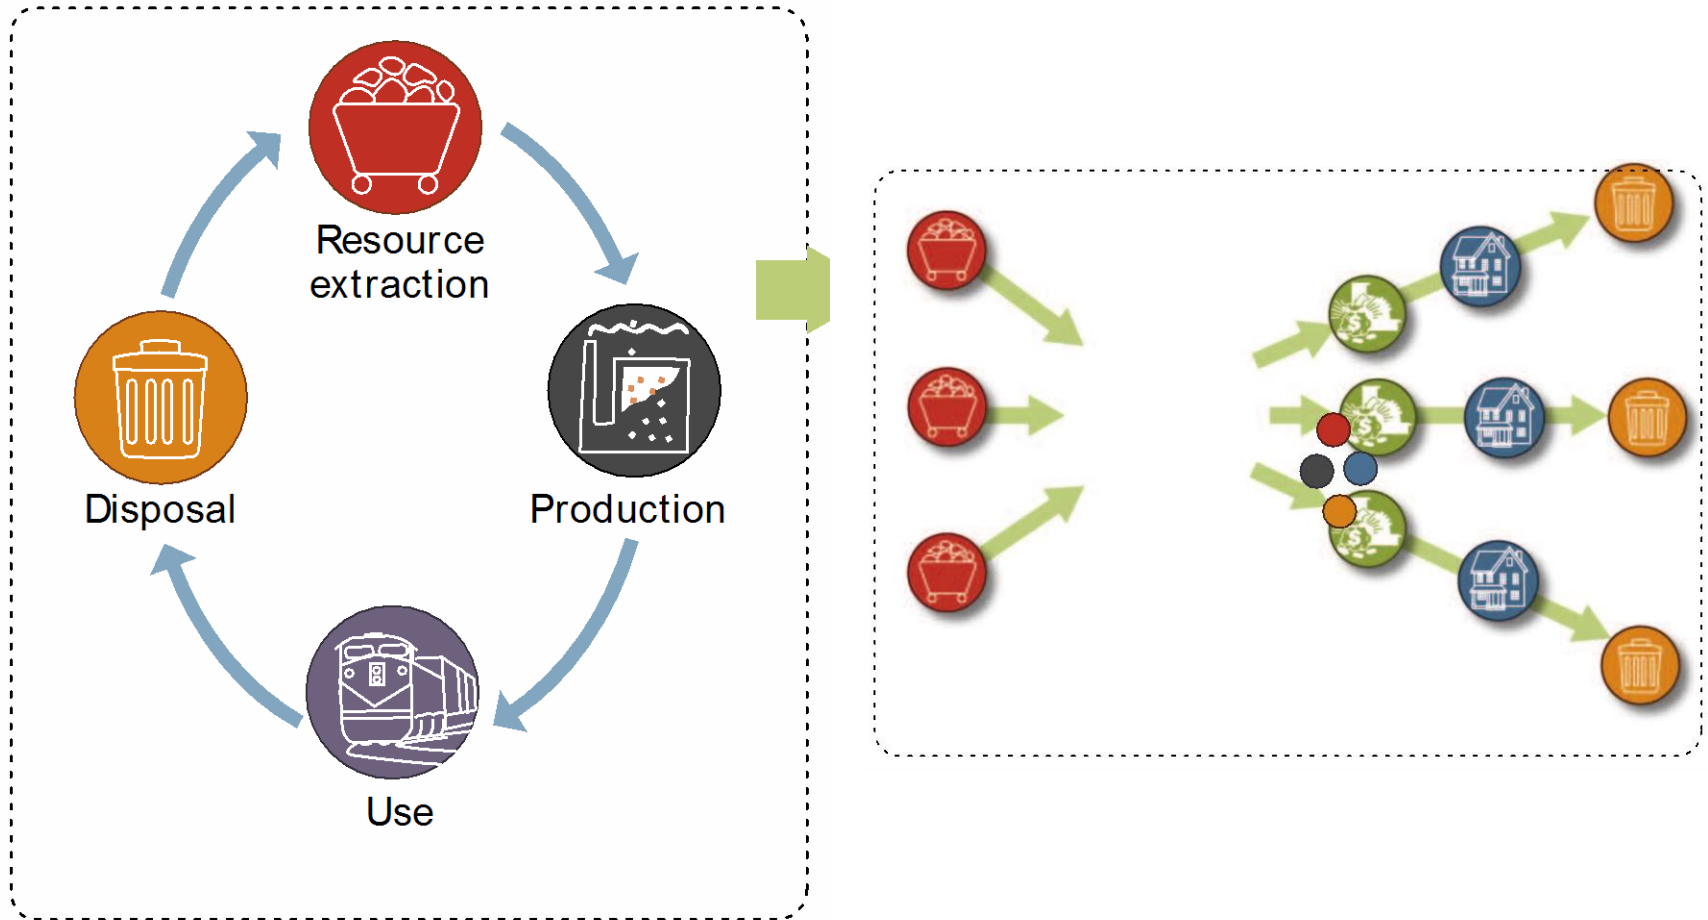 Resource
extraction
Disposal
Production
Use
$
$
$